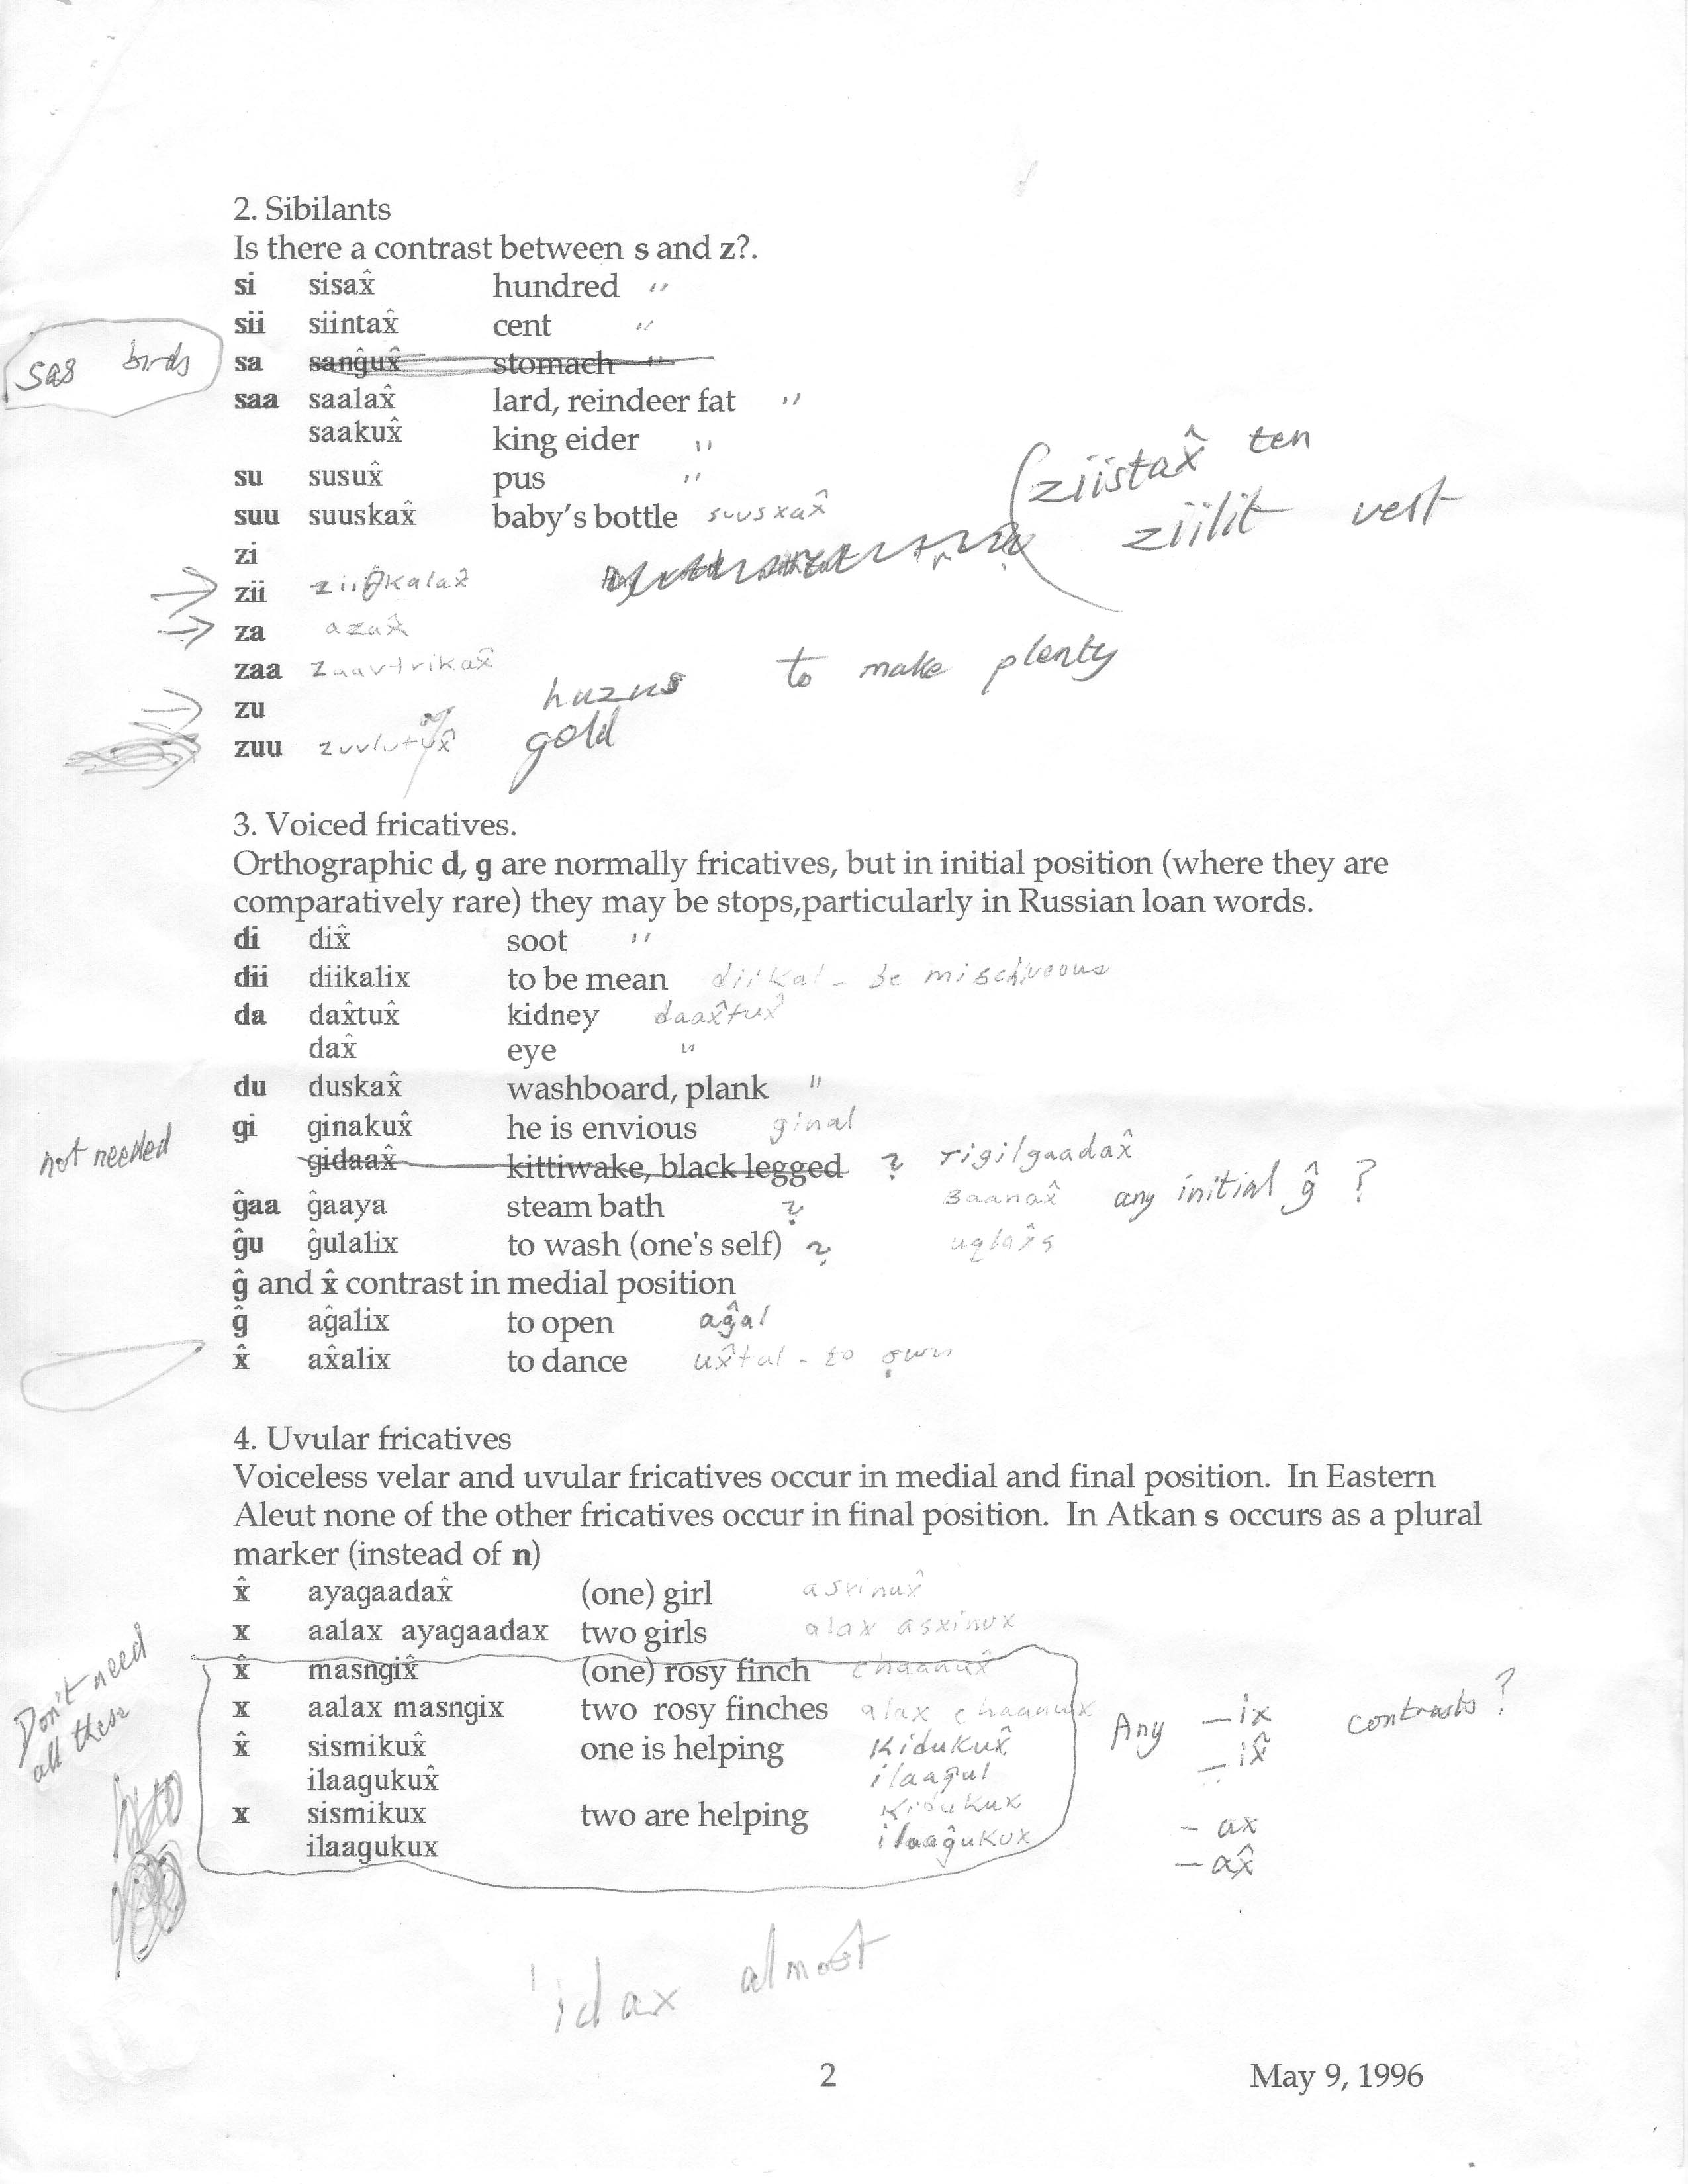 2. Sibilants
Is there a contrast between s and z?.
si sisax̂ hundred "
sii siintax̂ cent "
sas birds
sa sanĝux̂ stomach "
saa saalax̂ lard, reindeer fat "
saakux̂ king eider "
su susux̂ pus "
suu suuskax̂ baby's bottle suusxax̂
ziistax̂ ten
ziilit vest
zi
zii
za azax̂
zaa zaavtrikax̂
zu huzus to make plenty
zuu gold
3. Voiced fricatives.
Orthographic d, g are normally fricatives, but in initial position (where they are
comparatively rare) they may be stops,particularly in Russian loan words.
di dix̂ soot "
dii diikalix to be mean diikal - be mischivoous
da dax̂tux̂ kidney daax̂tux̂
dax̂ eye "
du duskax̂ washboard, plank "
gi ginakux̂ he is envious ginal
not needed
gidaax̂ kittiwake, black legged ? rigilgaadax̂
ĝaa ĝaaya steam bath ? Baanax̂ any initial ĝ ?
ĝu ĝulalix to wash (one's self) ?
ĝ and x̂ contrast in medial position
ĝ aĝalix to open aĝal
x̂ ax̂alix to dance ux̂tal - to
4. Uvular fricatives
Voiceless velar and uvular fricatives occur in medial and final position. In Eastern
Aleut none of the other fricatives occur in final position. In Atkan s occurs as a plural
marker (instead of n)
x̂ ayagaadax̂ (one) girl asxinux̂
x aalax ayagaadax two girls alax asxinux
Don't need
all these
x̂ masngix̂ (one) rosy finch chaanux̂
x aalax masngix two rosy finches alax chaanux
Any -ix contrasts?
-ix̂
x̂ sismikux̂ one is helping kidukux̂
ilaagukux̂ ilaaĝul
x sismikux two are helping kidukux
ilaagukux ilaaĝukux
- ax
- ax̂
'idax almost
2 May 9, 1996